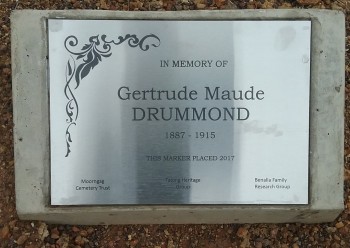 IN MEMORY OF
Gertrude Maude
DRUMMOND
1887 - 1915
THIS MARKER PLACED 2017
Moorngag
Cemetery Trust
Heritage
Benalla Family
Research Group